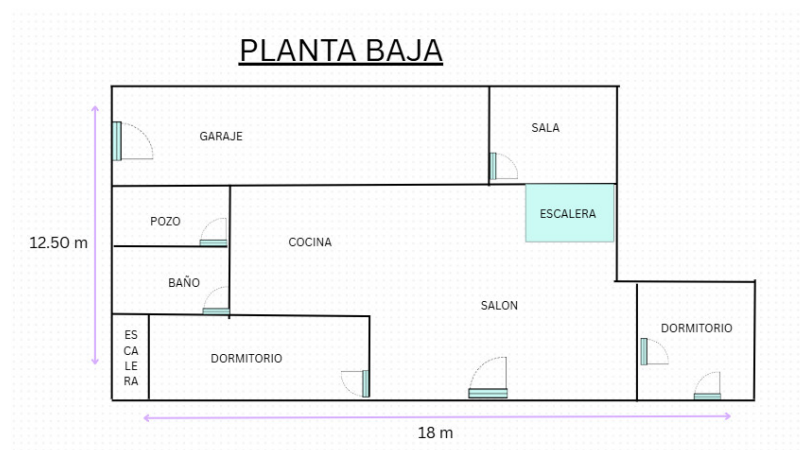 PLANTA BAJA
GARAJE
SALA
POZO
ESCALERA
12.50 m
COCINA
BAÑO
SALON
ES
CA
LE
RA
DORMITORIO
DORMITORIO
18 m